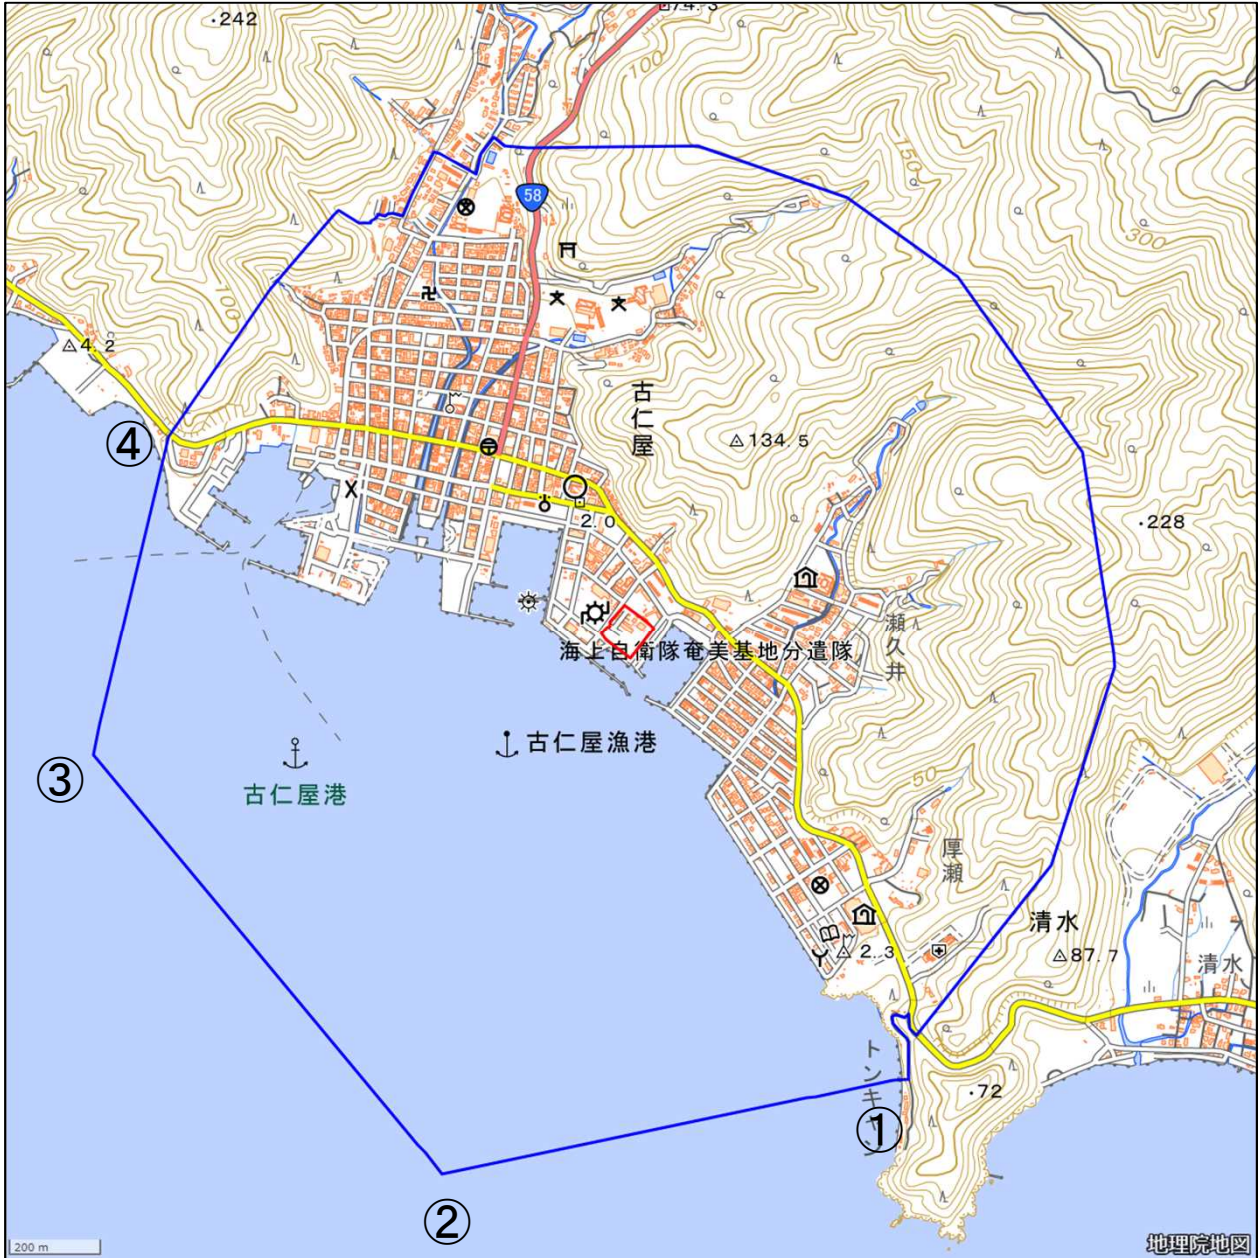 242
74.3
100
150
58
300
4.2
100
古仁屋
134.5
④
228
2.0
瀬久井
海上自衛隊奄美基地分遣隊
古仁屋漁港
③
古仁屋港
50
厚瀬
清水
2.3
87.7
清水
トンキャン
72
①
②
200 m
地理院地図